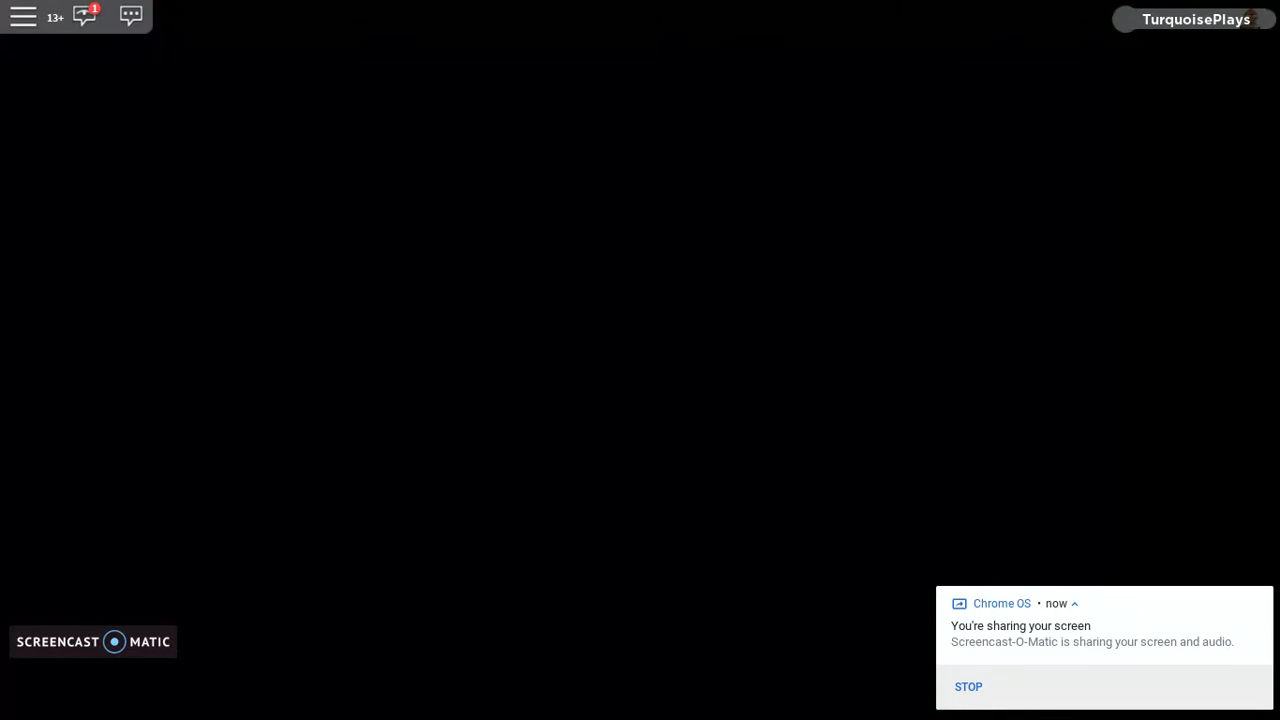 13+
1
TurquoisePlays
Chrome OS • now
You're sharing your screen
Screencast-O-Matic is sharing your screen and audio.
STOP
SCREENCAST MATIC